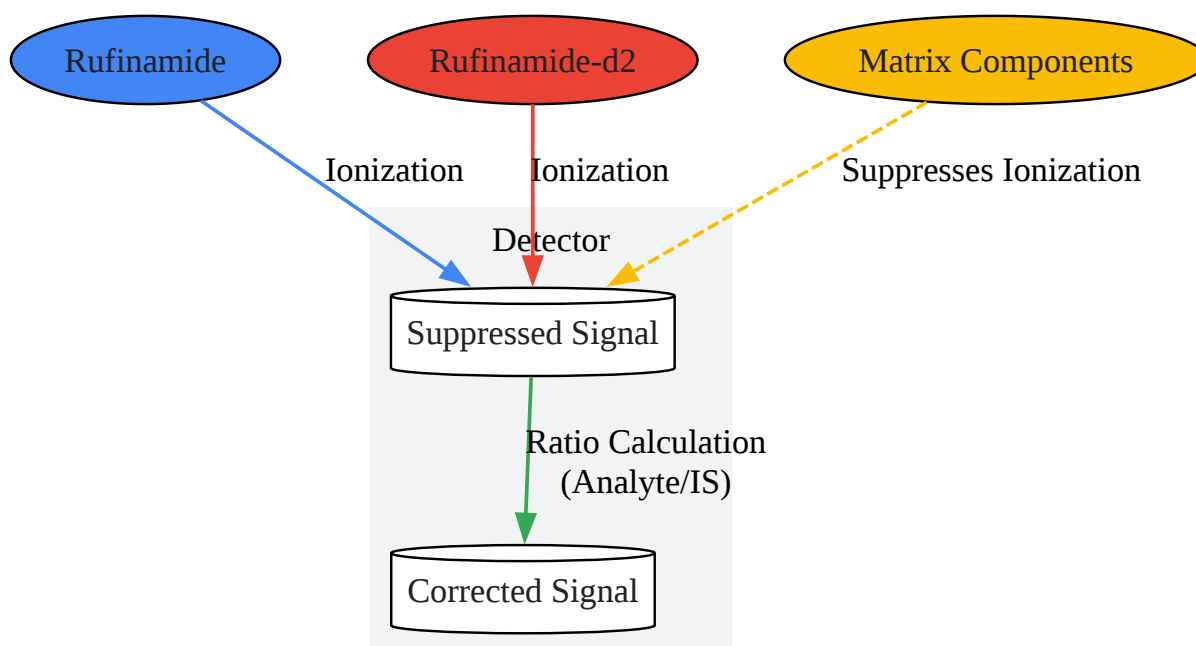 Rufinamide
Rufinamide-d2
Matrix Components
Ionization
Ionization
Suppresses Ionization
Detector
Suppressed Signal
Ratio Calculation
(Analyte/IS)
Corrected Signal